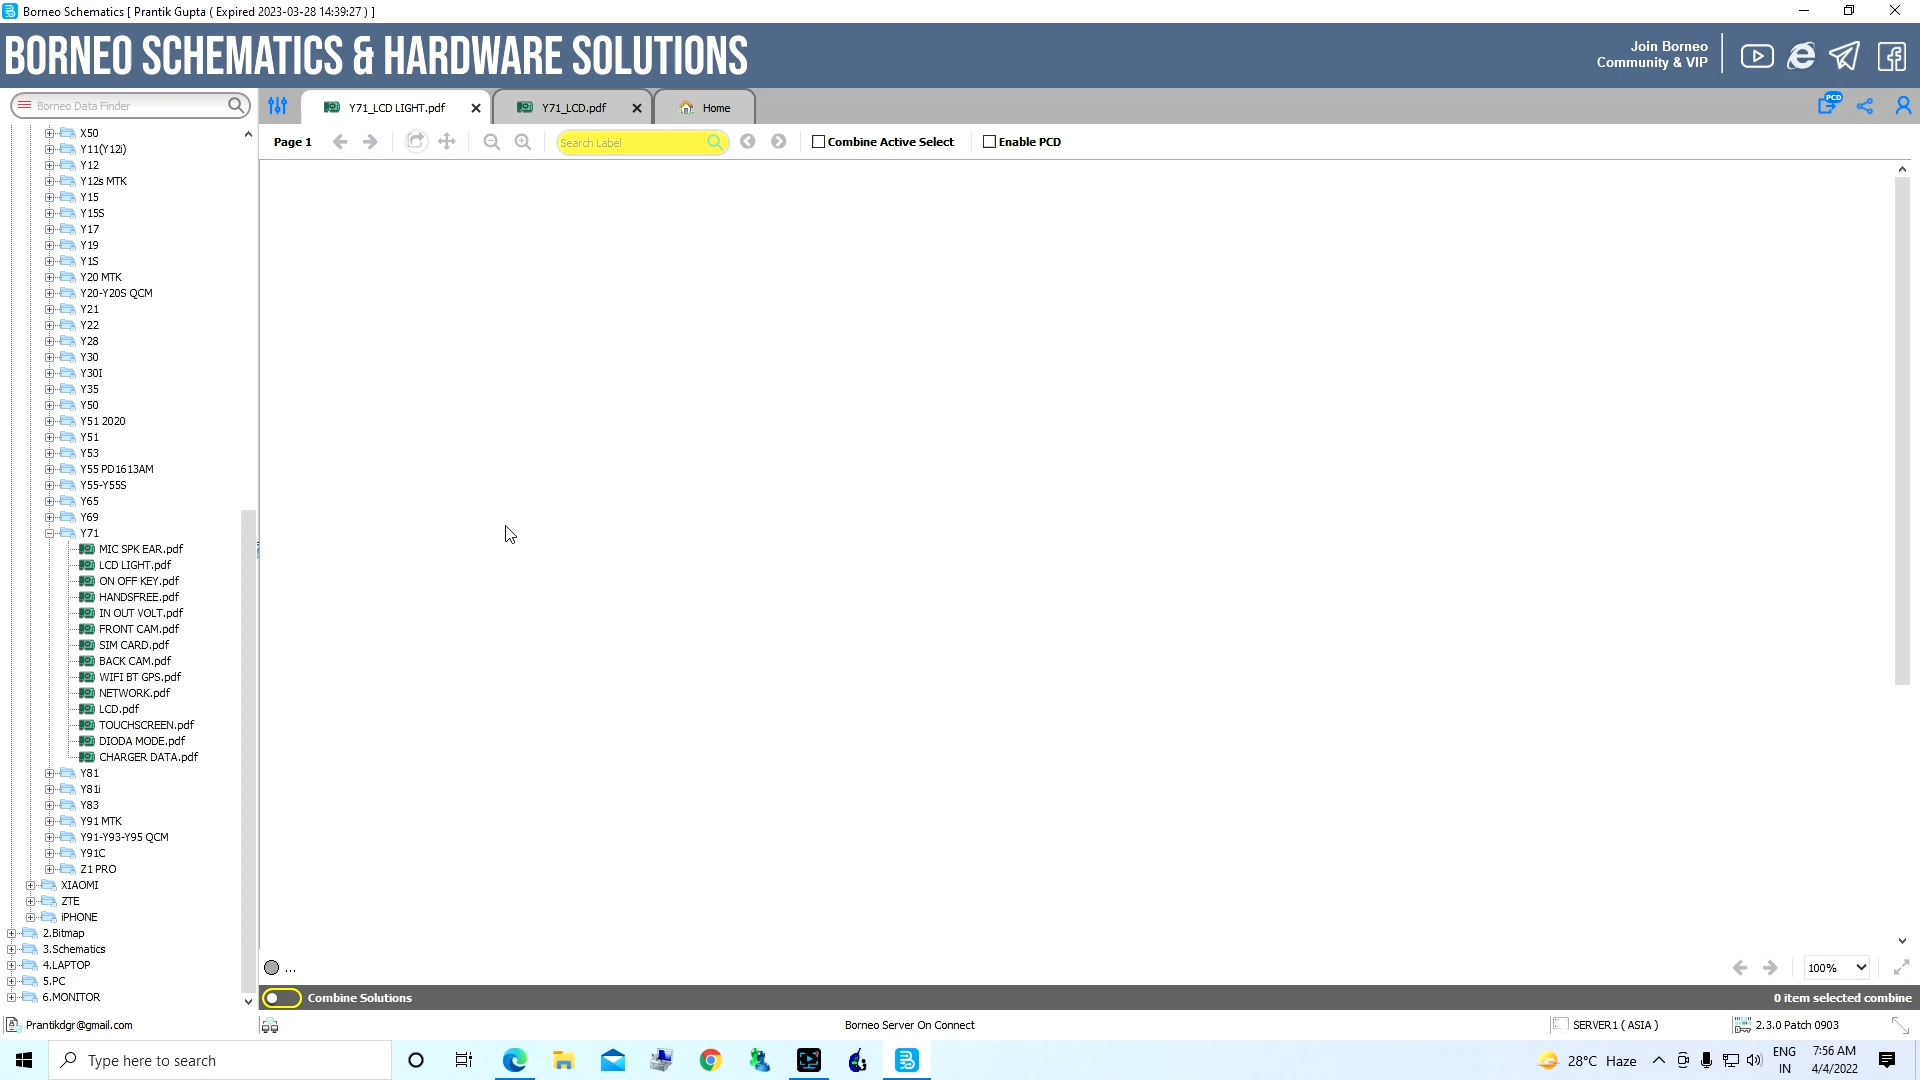 Borneo Schematics [ Prantik Gupta ( Expired 2023-03-28 14:39:27 ) ]
BORNEO SCHEMATICS & HARDWARE SOLUTIONS
Join Borneo
Community & VIP
Borneo Data Finder
Y71_LCD LIGHT.pdf
Y71_LCD.pdf
Home
PCD
Page 1
Search Label
Combine Active Select
Enable PCD
X50
Y11(Y12i)
Y12
Y12s MTK
Y15
Y15S
Y17
Y19
Y1S
Y20 MTK
Y20-Y20S QCM
Y21
Y22
Y28
Y30
Y30I
Y35
Y50
Y51 2020
Y51
Y53
Y55 PD1613AM
Y55-Y55S
Y65
Y69
Y71
MIC SPK EAR.pdf
LCD LIGHT.pdf
ON OFF KEY.pdf
HANDSFREE.pdf
IN OUT VOLT.pdf
FRONT CAM.pdf
SIM CARD.pdf
BACK CAM.pdf
WIFI BT GPS.pdf
NETWORK.pdf
LCD.pdf
TOUCHSCREEN.pdf
DIODA MODE.pdf
CHARGER DATA.pdf
Y81
Y81i
Y83
Y91 MTK
Y91-Y93-Y95 QCM
Y91C
Z1 PRO
XIAOMI
ZTE
iPHONE
2.Bitmap
3.Schematics
4.LAPTOP
5.PC
6.MONITOR
...
100%
Combine Solutions
0 item selected combine
Prantikdgr@gmail.com
Borneo Server On Connect
SERVER1 ( ASIA )
2.3.0 Patch 0903
Type here to search
28°C Haze
ENG
IN
7:56 AM
4/4/2022